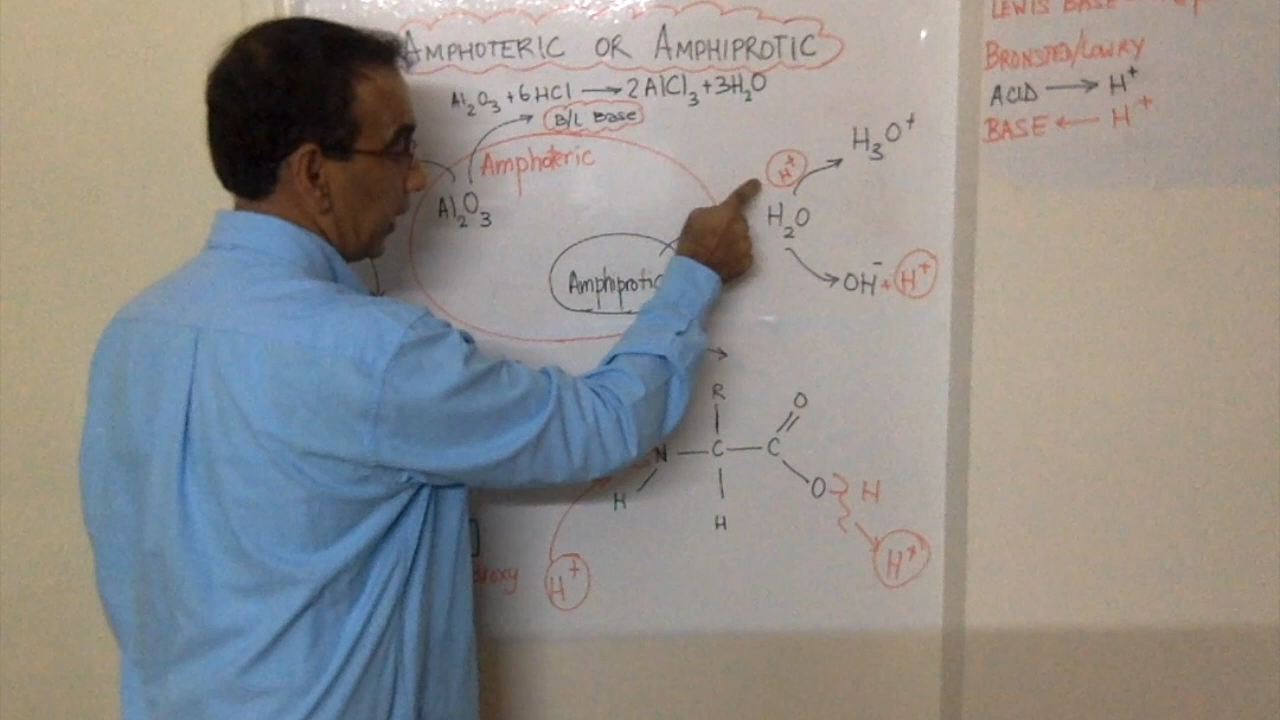 AMPHOTERIC OR AMPHIPROTIC
Al₂O₃ + 6HCl → 2AlCl₃ + 3H₂O
B/L Base
Amphoteric
Al₂O₃
Amphiprotic
H⁺
H₃O⁺
H₂O
OH⁻ + H⁺
R
O
N — C — C
H
O
H
H
H⁺
H⁺
LEWIS BASE
BRONSTED/LOWRY
ACID → H⁺
BASE ← H⁺